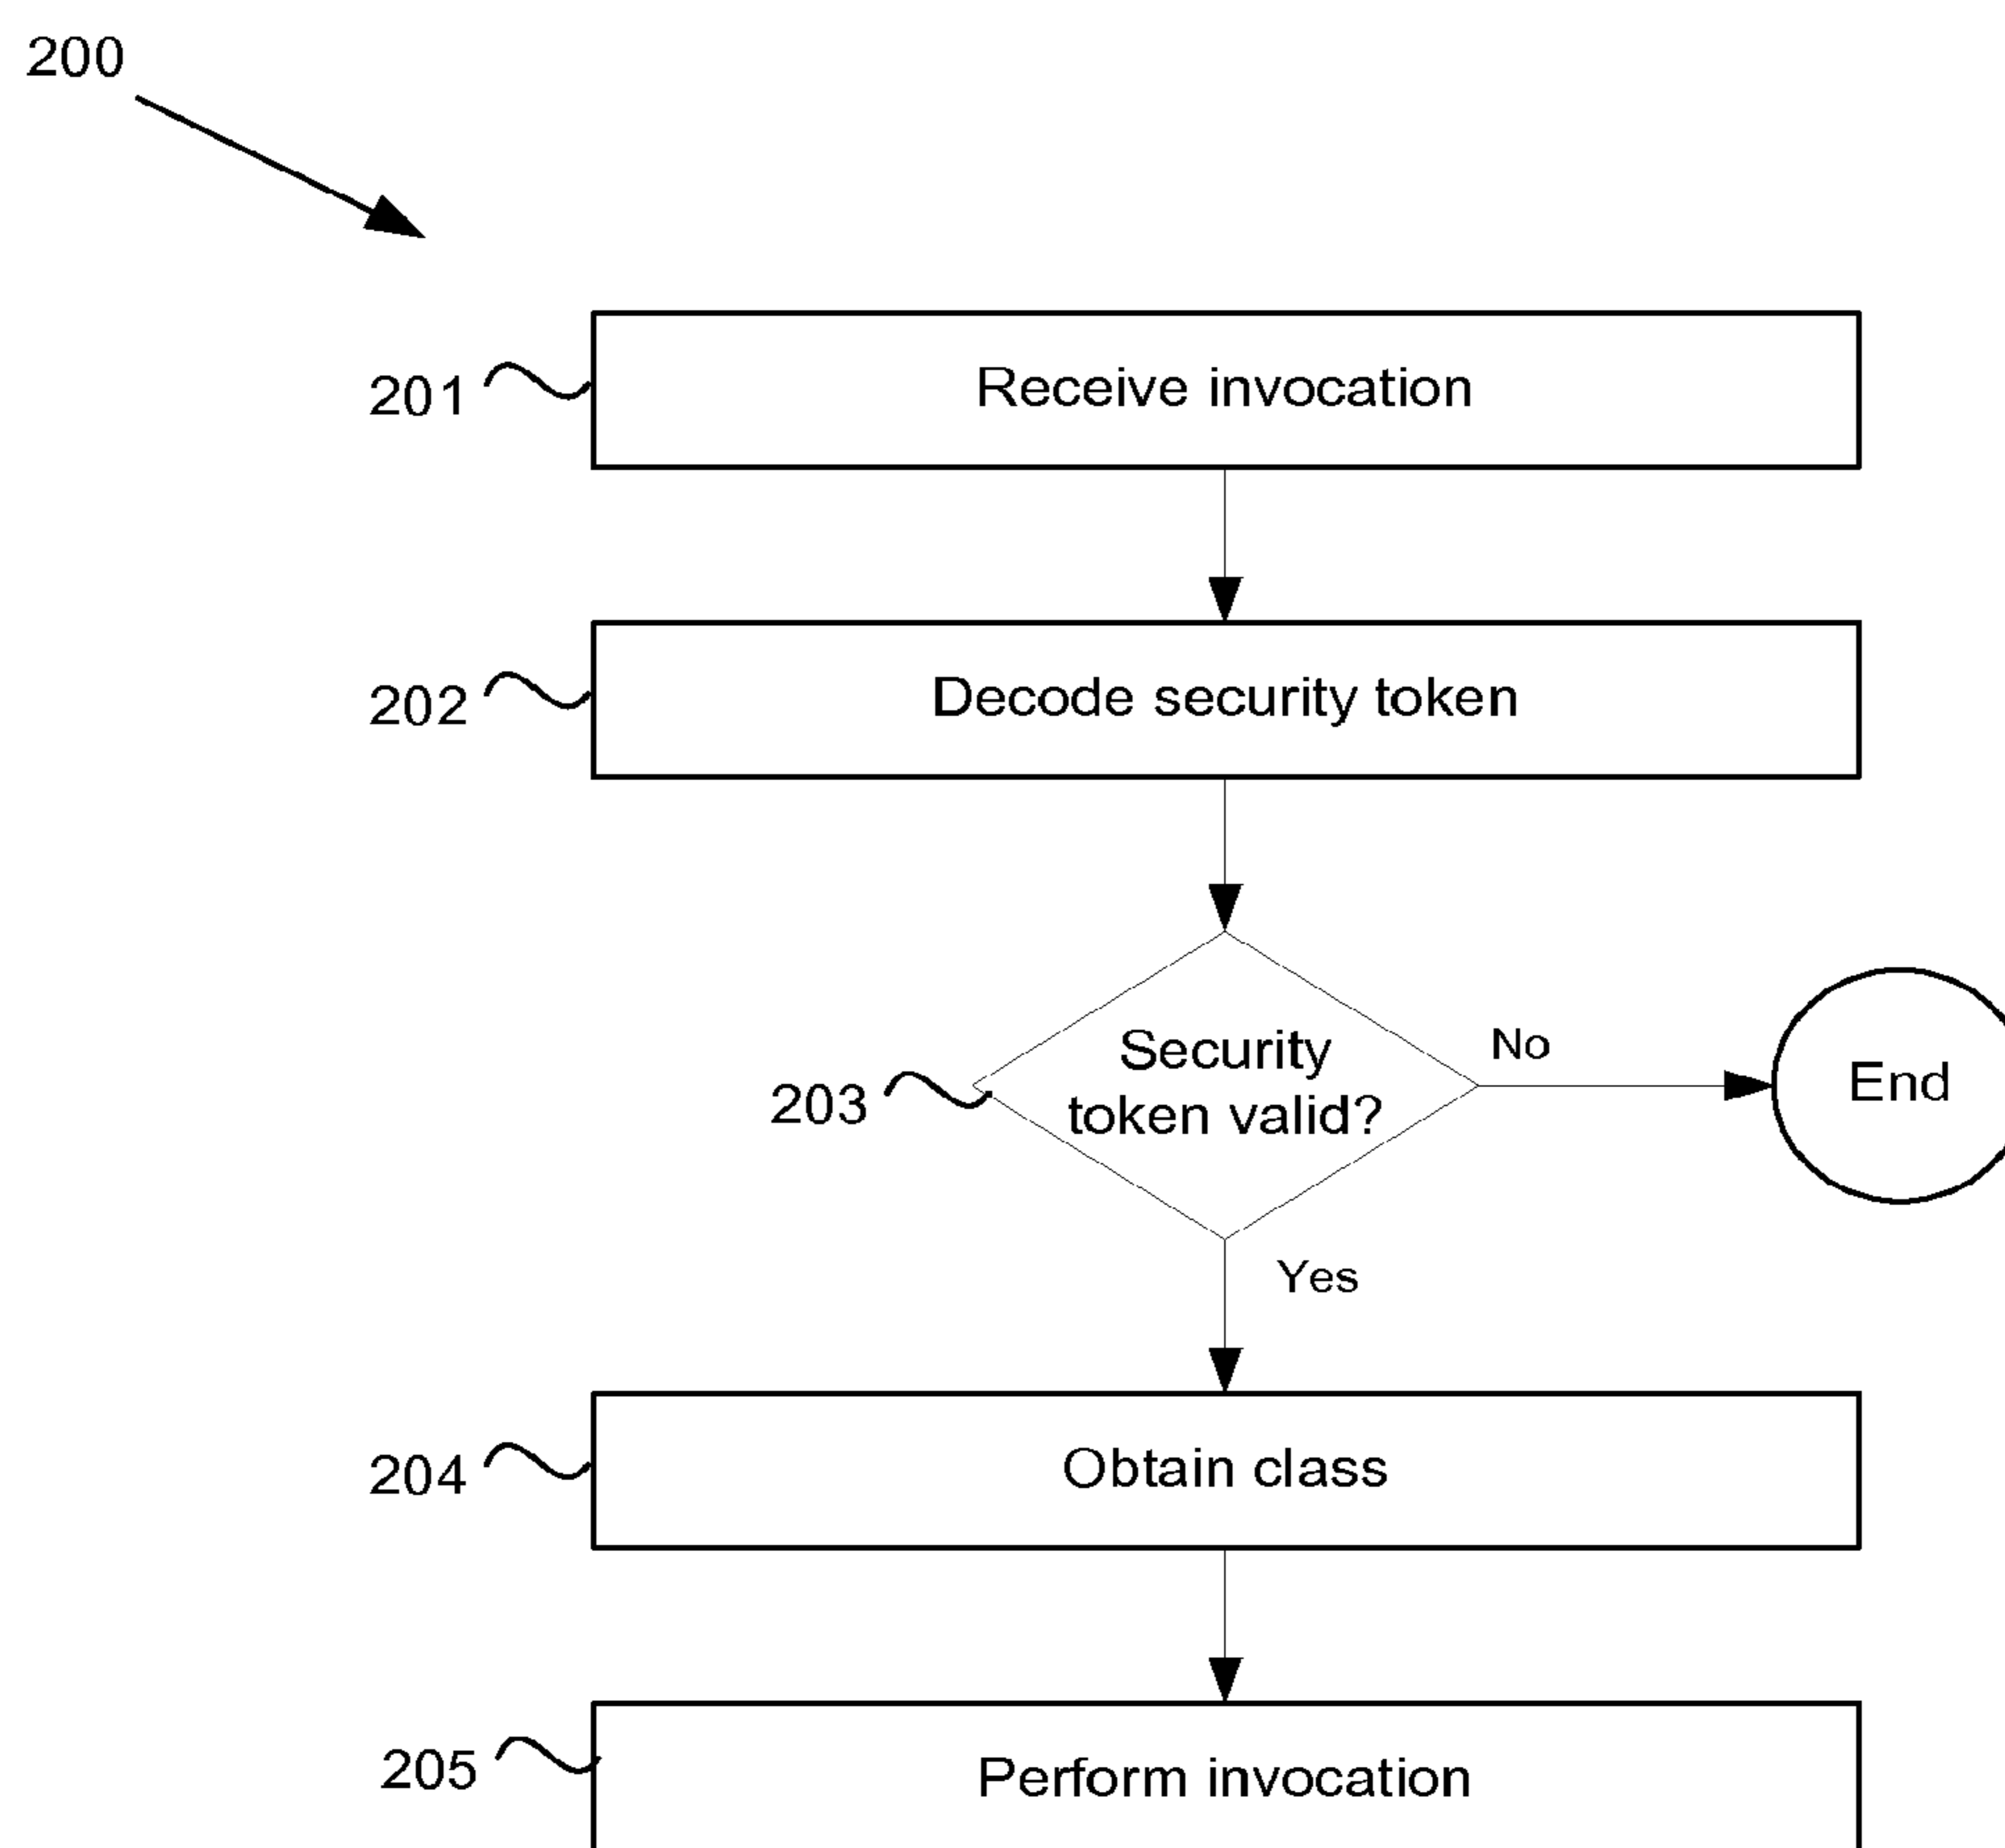 200
201
Receive invocation
202
Decode security token
203
Security
token valid?
No
End
Yes
204
Obtain class
205
Perform invocation